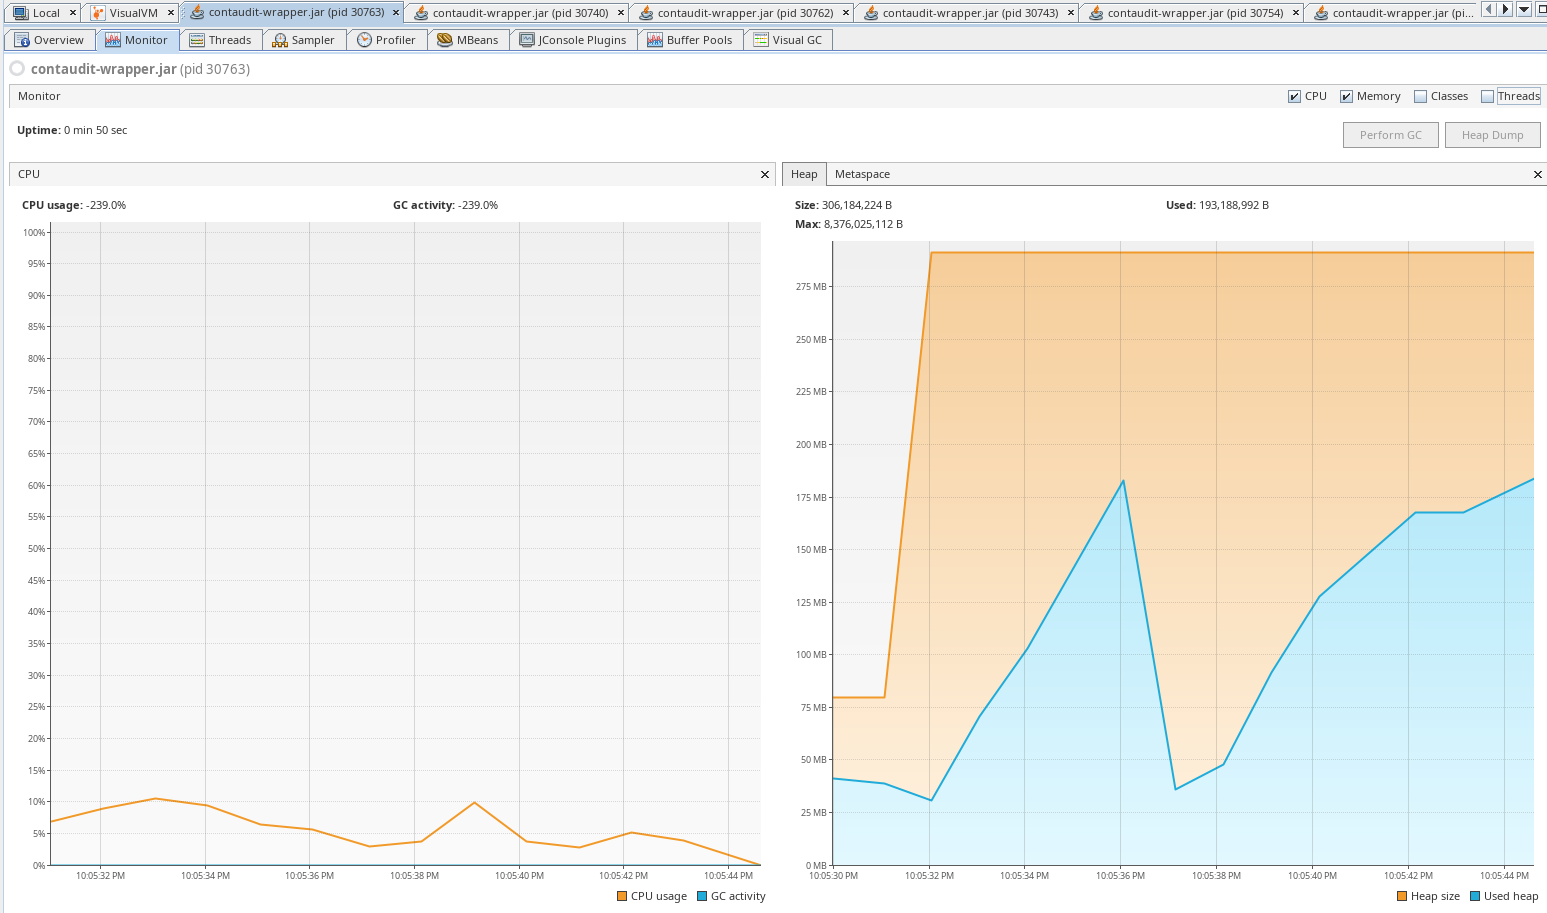 Local VisualVM contaudit-wrapper.jar (pid 30763) contaudit-wrapper.jar (pid 30740) contaudit-wrapper.jar (pid 30762) contaudit-wrapper.jar (pid 30743) contaudit-wrapper.jar (pid 30754) contaudit-wrapper.jar (pi...
Overview Monitor Threads Sampler Profiler MBeans JConsole Plugins Buffer Pools Visual GC
contaudit-wrapper.jar (pid 30763)
Monitor CPU Memory Classes Threads
Uptime: 0 min 50 sec
Perform GC Heap Dump
CPU
CPU usage: -239.0% GC activity: -239.0%
100%
95%
90%
85%
80%
75%
70%
65%
60%
55%
50%
45%
40%
35%
30%
25%
20%
15%
10%
5%
0%
10:05:32 PM 10:05:34 PM 10:05:36 PM 10:05:38 PM 10:05:40 PM 10:05:42 PM 10:05:44 PM
CPU usage GC activity
Heap Metaspace
Size: 306,184,224 B Used: 193,188,992 B
Max: 8,376,025,112 B
275 MB
250 MB
225 MB
200 MB
175 MB
150 MB
125 MB
100 MB
75 MB
50 MB
25 MB
0 MB
10:05:30 PM 10:05:32 PM 10:05:34 PM 10:05:36 PM 10:05:38 PM 10:05:40 PM 10:05:42 PM 10:05:44 PM
Heap size Used heap